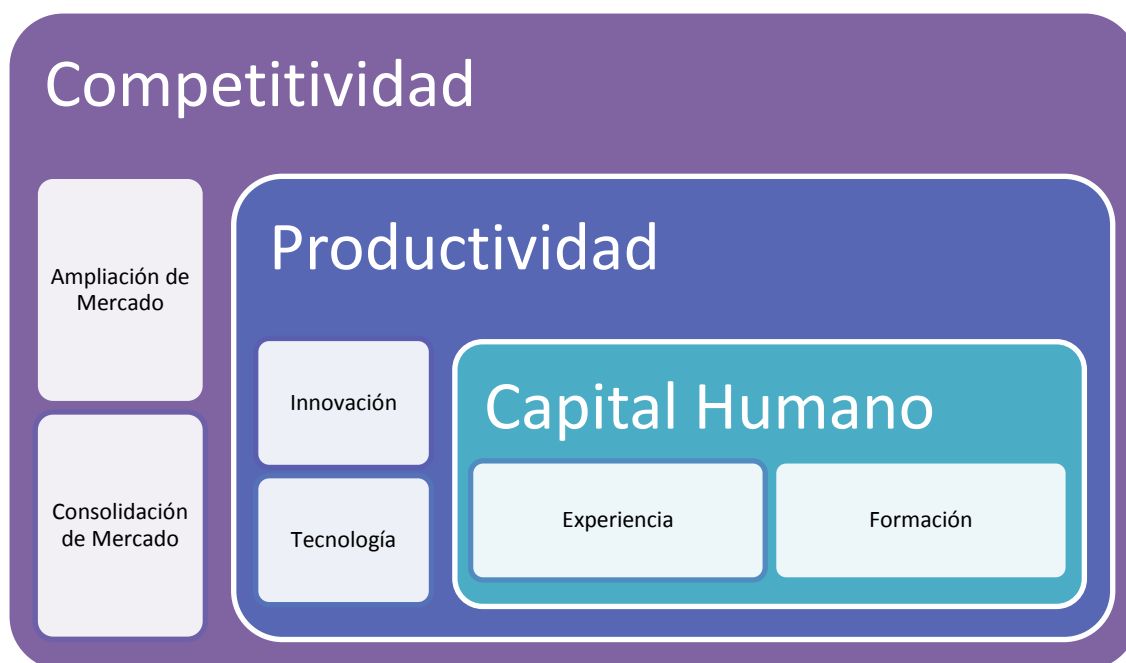 Competitividad
Ampliación de
Mercado
Consolidación
de Mercado
Productividad
Innovación
Tecnología
Capital Humano
Experiencia
Formación